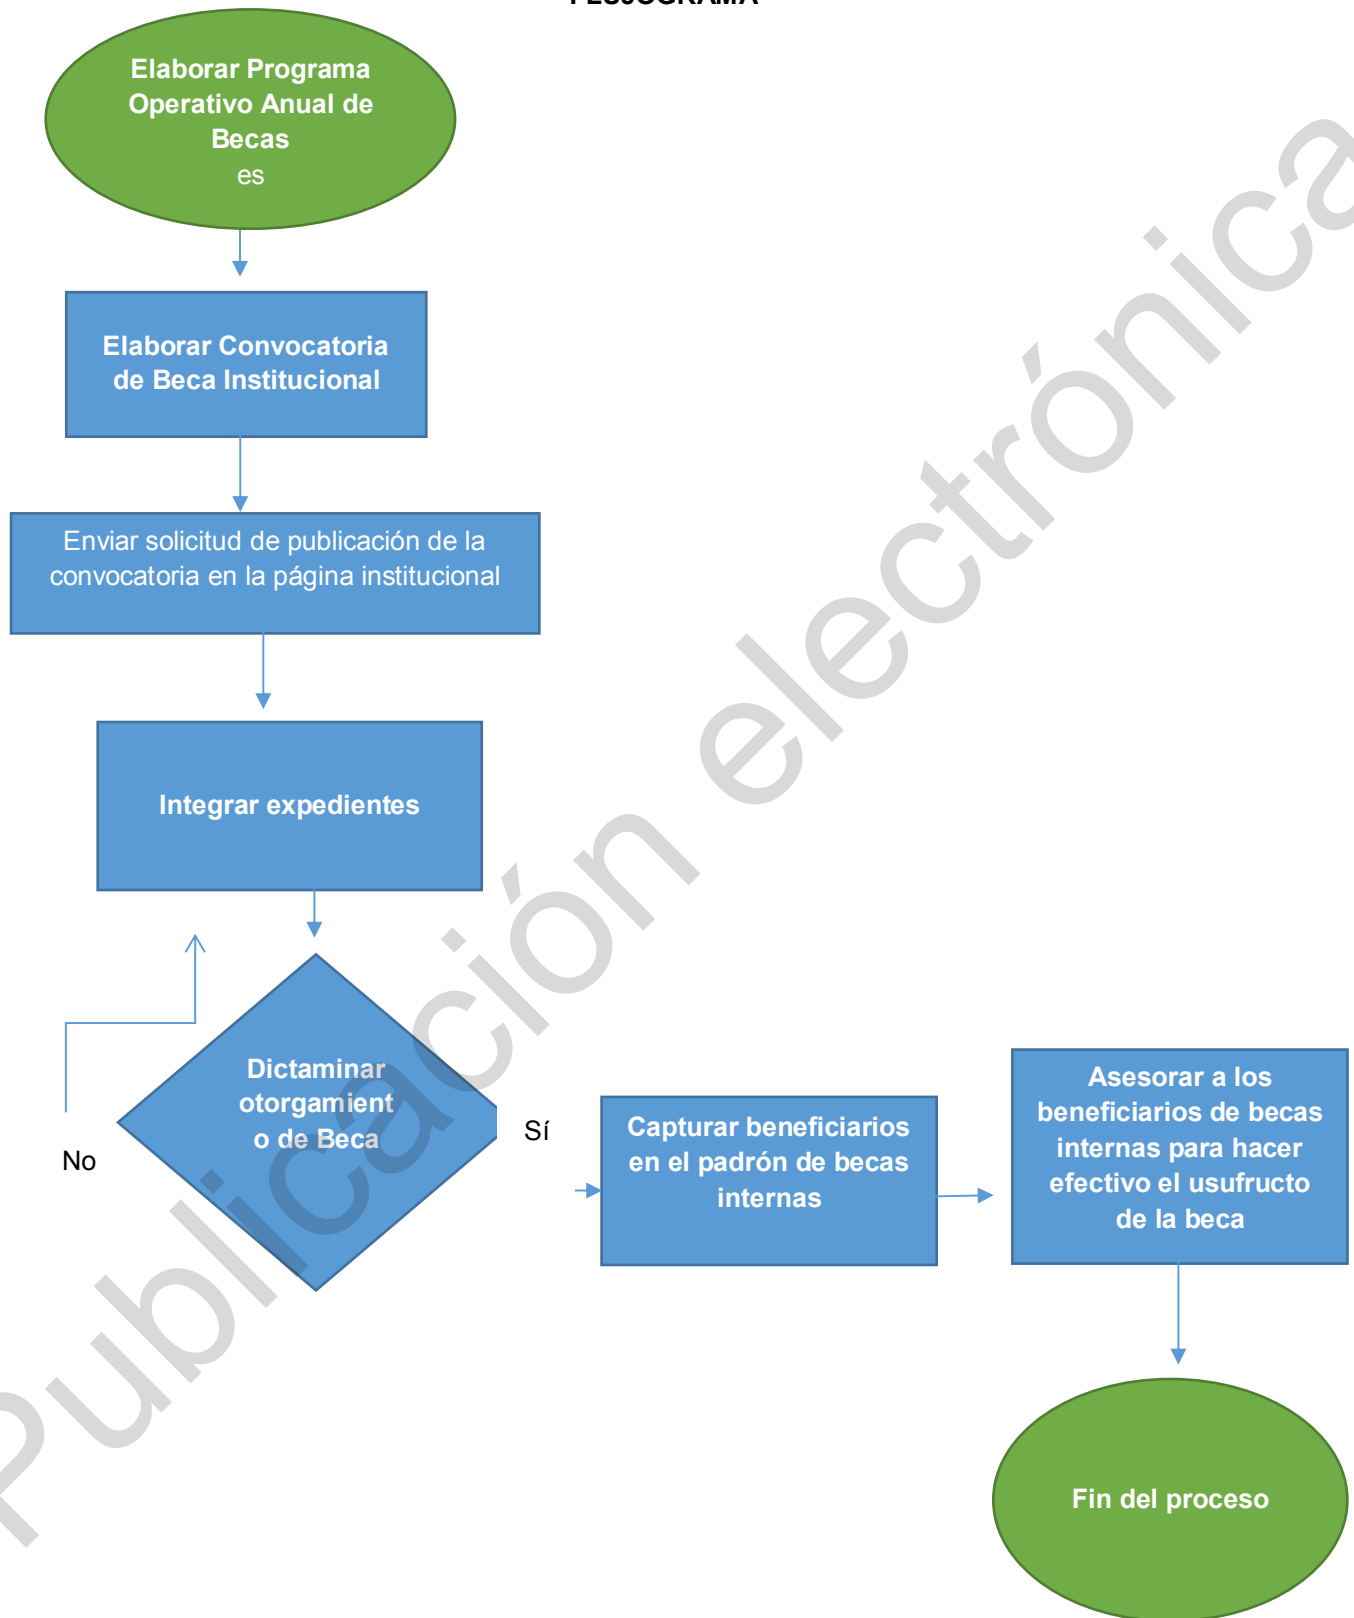 FLUJOGRAMA
Elaborar Programa
Operativo Anual de
Becas
es
Elaborar Convocatoria
de Beca Institucional
Enviar solicitud de publicación de la
convocatoria en la página institucional
Integrar expedientes
Dictaminar
otorgamient
o de Beca
No
Sí
Capturar beneficiarios
en el padrón de becas
internas
Asesorar a los
beneficiarios de becas
internas para hacer
efectivo el usufructo
de la beca
Fin del proceso
Publicación electrónica